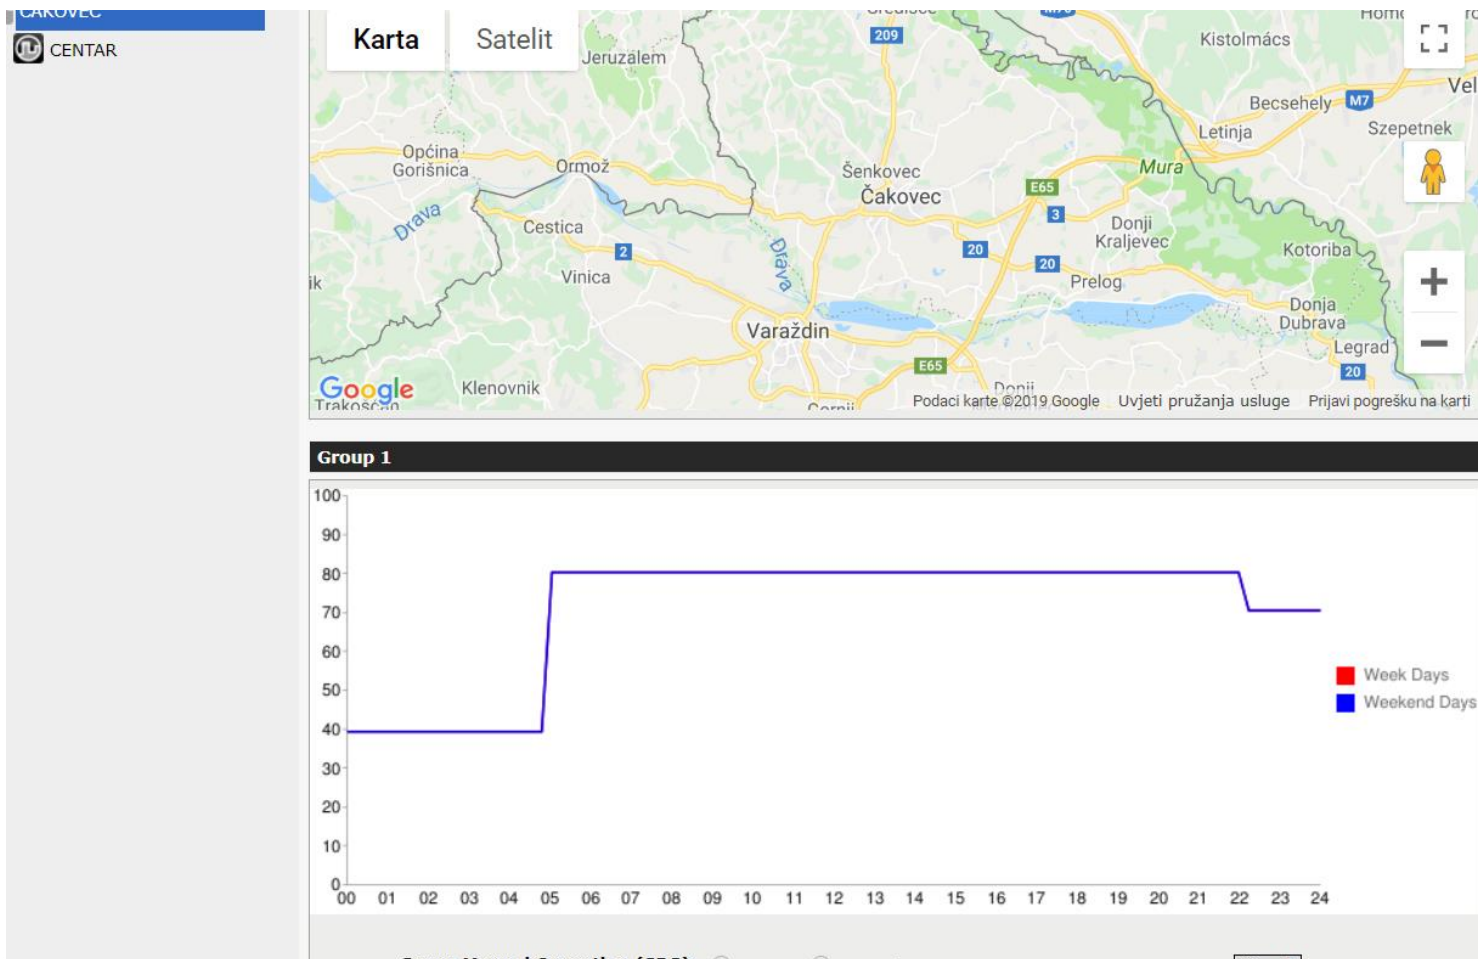 ČAKOVEC
CENTAR
Karta
Satelit
209
Kistolmács
Jeruzalem
Becsehely
M7
Letinja
Szepetnek
Općina
Gorišnica
Ormož
Šenkovec
Čakovec
E65
Mura
3
Drava
Cestica
2
Drava
Donji
Kraljevec
20
20
Kotoriba
Vinica
Prelog
Donja
Dubrava
Varaždin
Legrad
E65
20
Google
Klenovnik
Trakošćan
Donji
Podaci karte ©2019 Google
Uvjeti pružanja usluge
Prijavi pogrešku na karti
Group 1
100
90
80
70
60
50
40
30
20
10
0
00 01 02 03 04 05 06 07 08 09 10 11 12 13 14 15 16 17 18 19 20 21 22 23 24
Week Days
Weekend Days